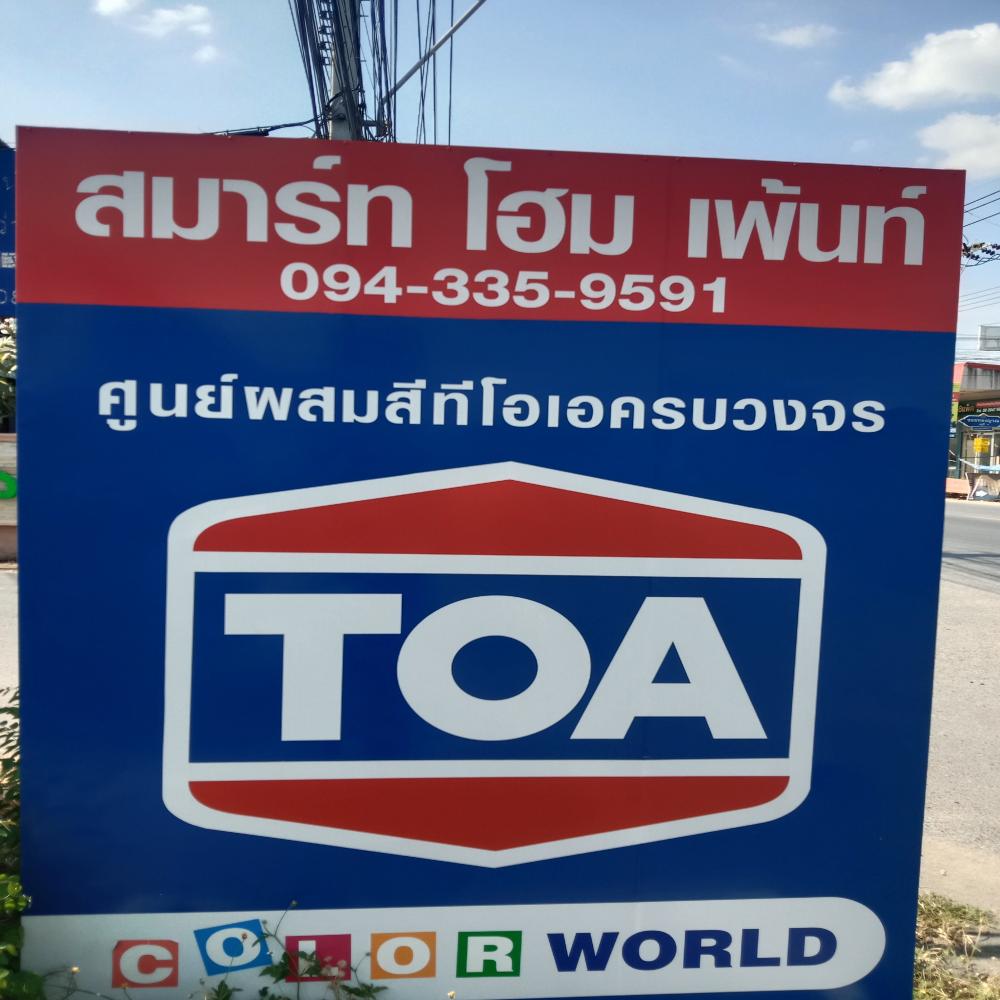 สมาร์ท โฮม เพ้นท์
094-335-9591
ศูนย์ผสมสีทีโอเอครบวงจร
TOA
COLOR WORLD